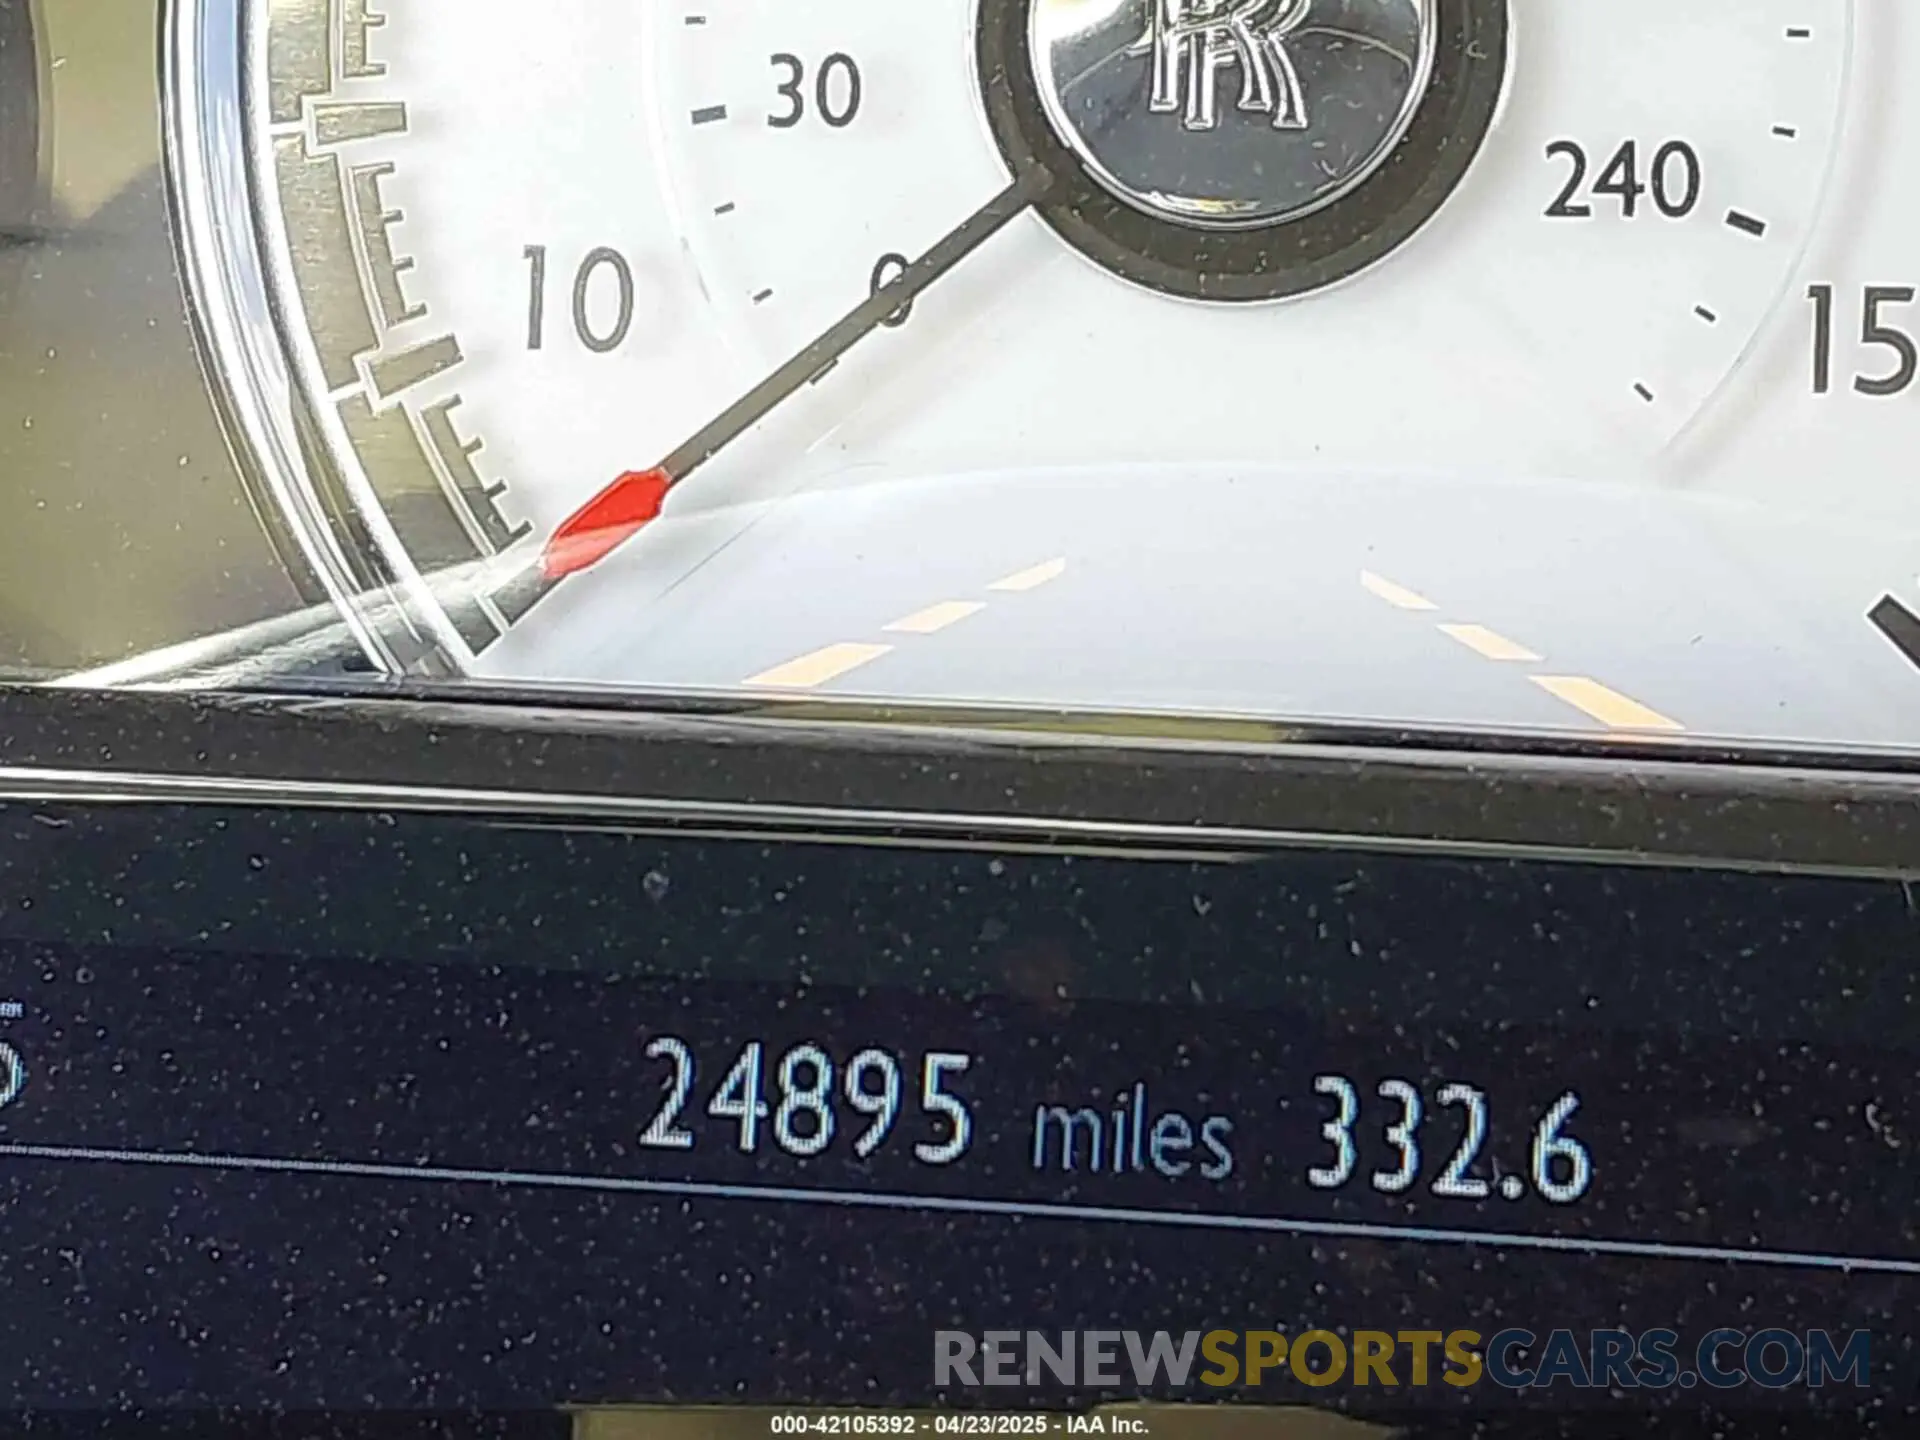 RR
30
240
10
0
15
24895 miles 332.6
RENEWSPORTSCARS.COM
000-42105392 - 04/23/2025 - IAA Inc.